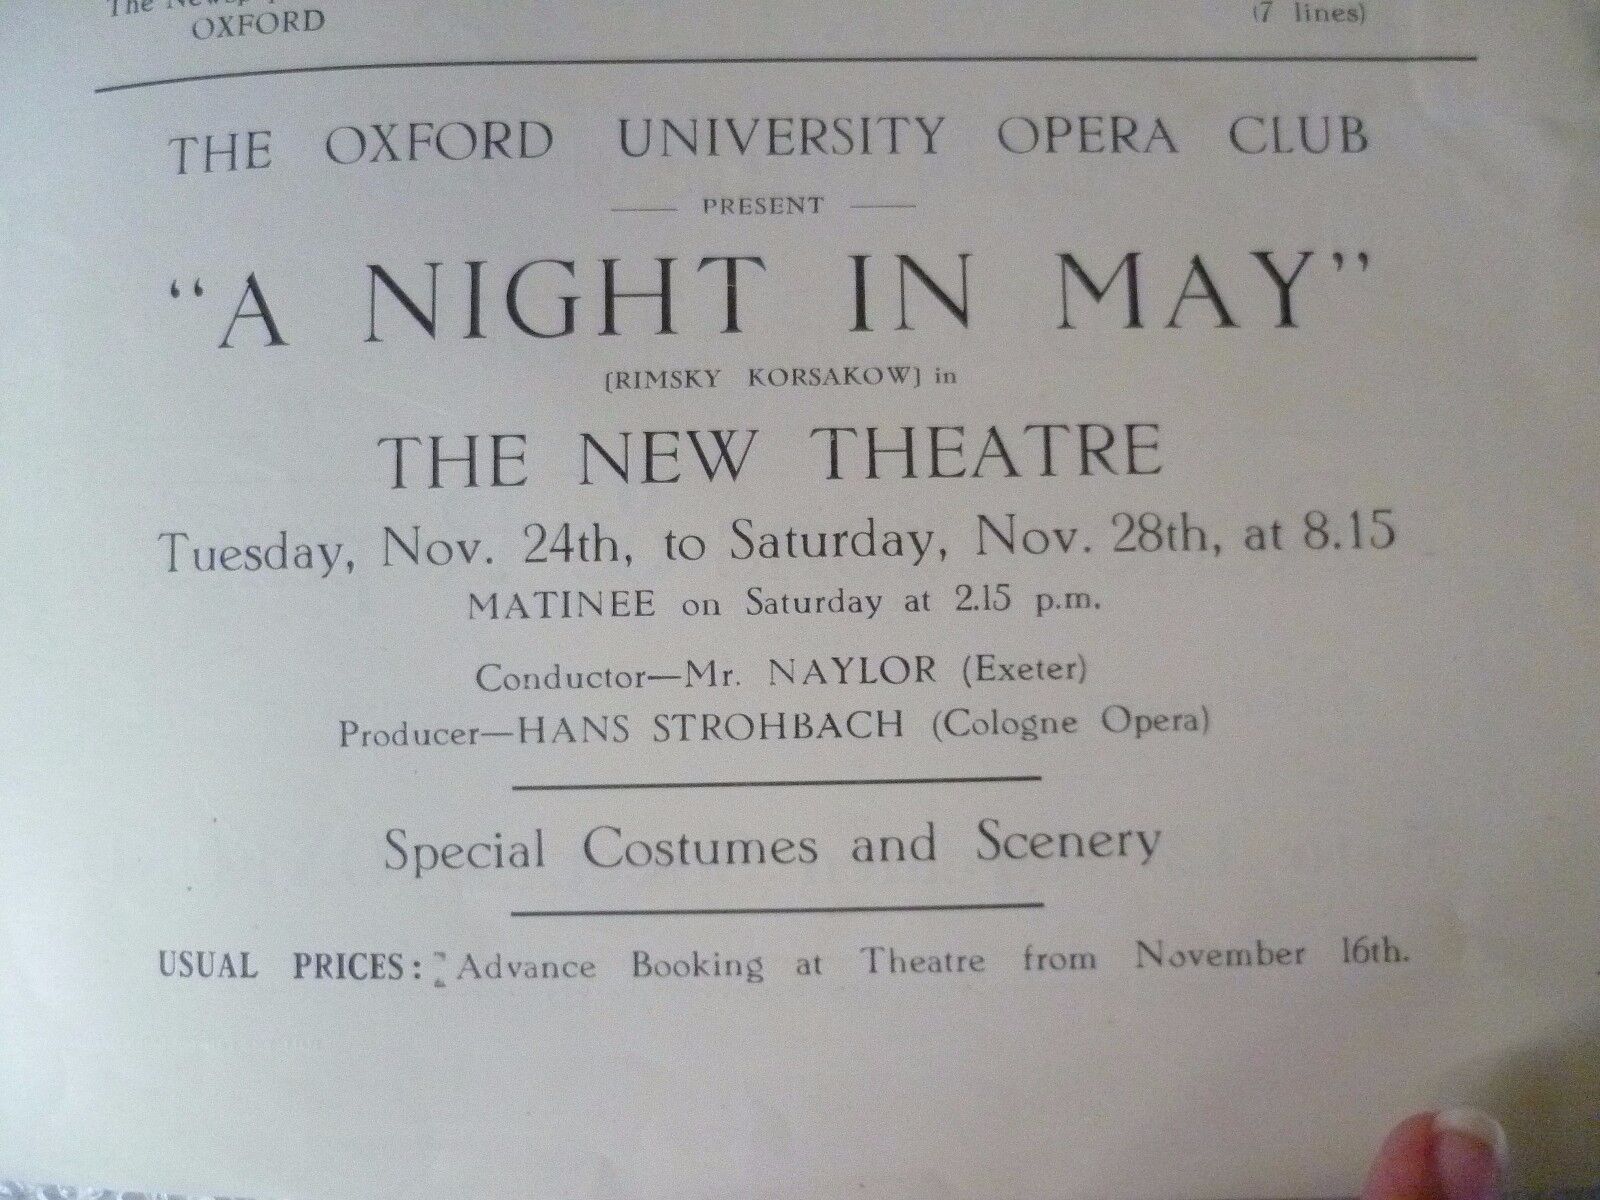 The
OXFORD
(7 lines)
THE OXFORD UNIVERSITY OPERA CLUB
PRESENT
“A NIGHT IN MAY”
[RIMSKY KORSAKOW] in
THE NEW THEATRE
Tuesday, Nov. 24th, to Saturday, Nov. 28th, at 8.15
MATINEE on Saturday at 2.15 p.m.
Conductor—Mr. NAYLOR (Exeter)
Producer—HANS STROHBACH (Cologne Opera)
Special Costumes and Scenery
USUAL PRICES: Advance Booking at Theatre from November 16th.